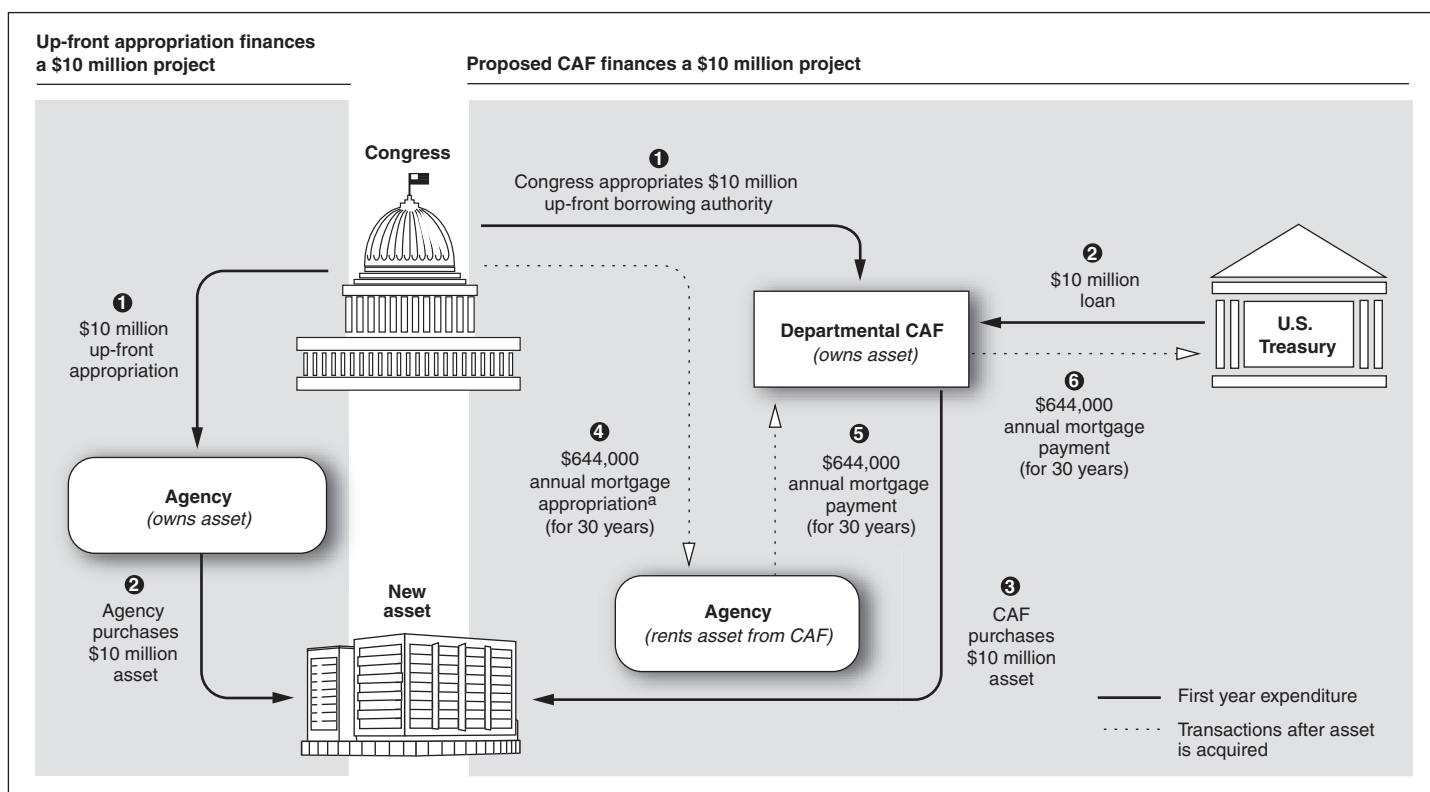 Up-front appropriation finances
a $10 million project
Proposed CAF finances a $10 million project
Congress
❶
$10 million
up-front
appropriation
Agency
(owns asset)
❷
Agency
purchases
$10 million
asset
New
asset
❶
Congress appropriates $10 million
up-front borrowing authority
Departmental CAF
(owns asset)
❷
$10 million
loan
U.S.
Treasury
❸
CAF
purchases
$10 million
asset
❹
$644,000
annual mortgage
appropriationa
(for 30 years)
Agency
(rents asset from CAF)
❺
$644,000
annual mortgage
payment
(for 30 years)
❻
$644,000
annual mortgage
payment
(for 30 years)
First year expenditure
Transactions after asset
is acquired